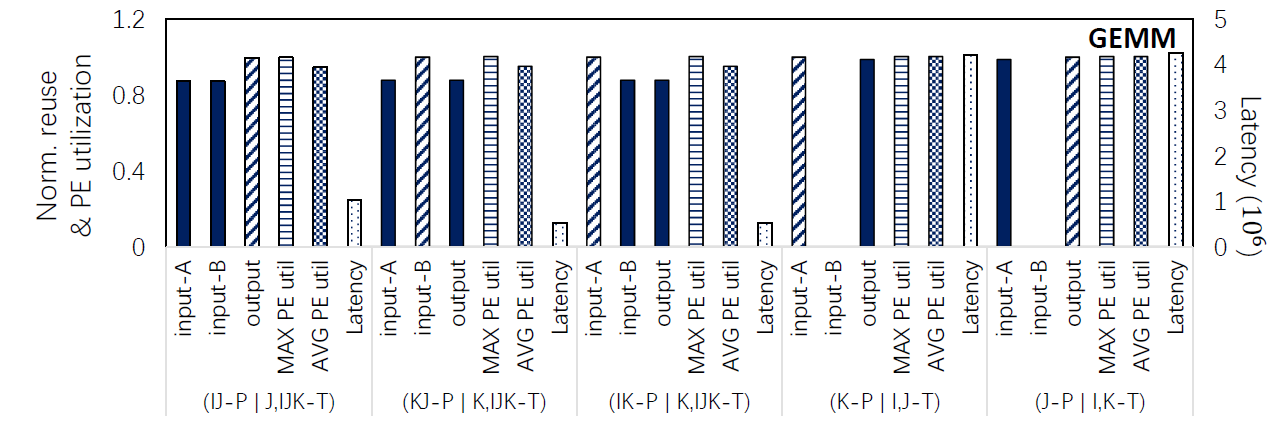 GEMM
Norm. reuse
& PE utilization
1.2
0.8
0.4
0
5
4
3
2
1
0
Latency (10⁶)
input-A
input-B
output
MAX PE util
AVG PE util
Latency
input-A
input-B
output
MAX PE util
AVG PE util
Latency
input-A
input-B
output
MAX PE util
AVG PE util
Latency
input-A
input-B
output
MAX PE util
AVG PE util
Latency
input-A
input-B
output
MAX PE util
AVG PE util
Latency
(IJ-P | J,IJK-T)
(KJ-P | K,IJK-T)
(IK-P | K,IJK-T)
(K-P | I,J-T)
(J-P | I,K-T)